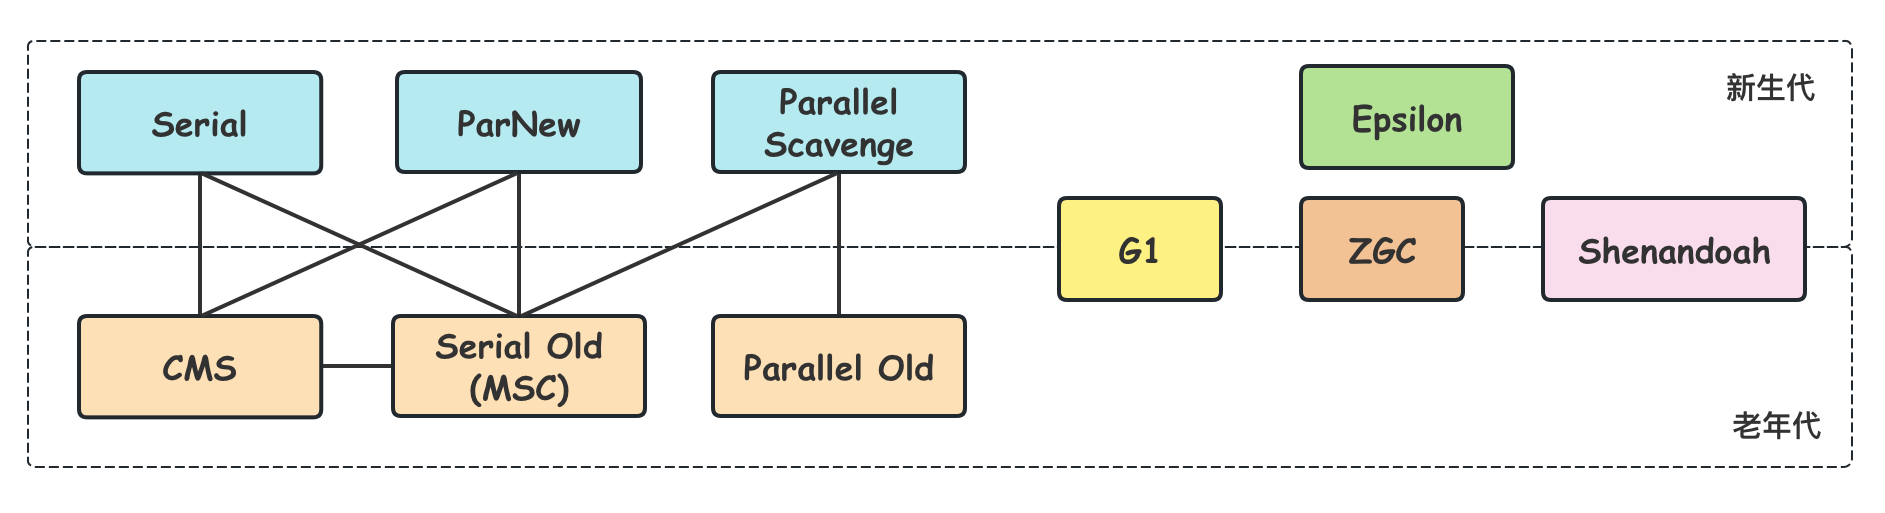 Serial
ParNew
Parallel
Scavenge
Epsilon
新生代
G1
ZGC
Shenandoah
CMS
Serial Old
(MSC)
Parallel Old
老年代